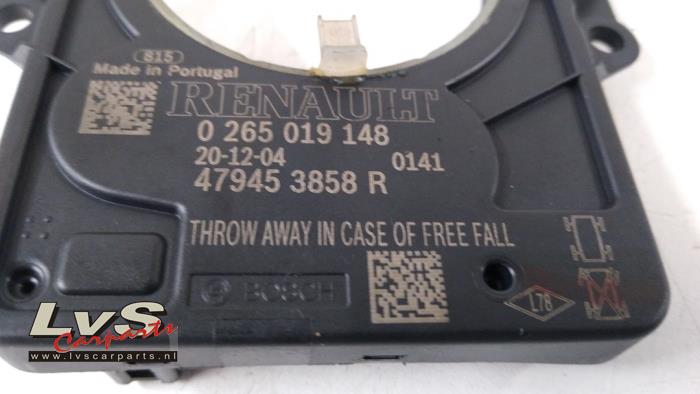 815
Made in Portugal
RENAULT
0 265 019 148
20-12-04 0141
47945 3858 R
THROW AWAY IN CASE OF FREE FALL
BOSCH
L78
LvS
Carparts
www.lvscarparts.nl